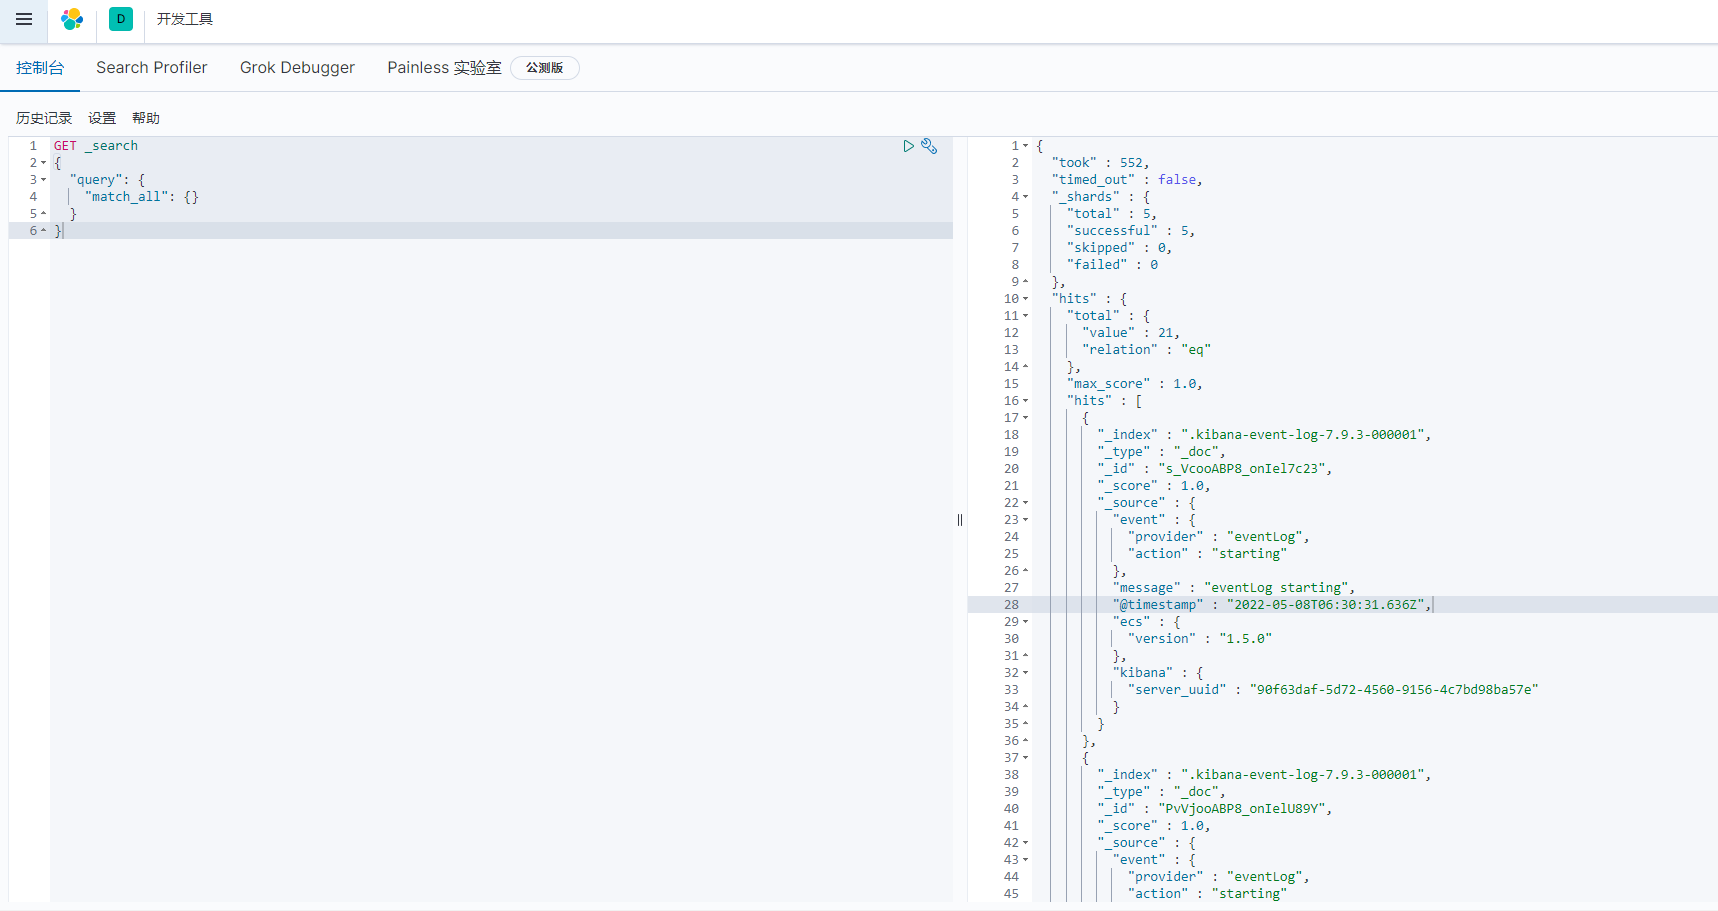 D 开发工具
控制台 Search Profiler Grok Debugger Painless 实验室 公测版
历史记录 设置 帮助
1 GET _search
2 {
3 "query": {
4 "match_all": {}
5 }
6 }
1 {
2 "took" : 552,
3 "timed_out" : false,
4 "_shards" : {
5 "total" : 5,
6 "successful" : 5,
7 "skipped" : 0,
8 "failed" : 0
9 },
10 "hits" : {
11 "total" : {
12 "value" : 21,
13 "relation" : "eq"
14 },
15 "max_score" : 1.0,
16 "hits" : [
17 {
18 "_index" : ".kibana-event-log-7.9.3-000001",
19 "_type" : "_doc",
20 "_id" : "s_VcooABP8_onIel7c23",
21 "_score" : 1.0,
22 "_source" : {
23 "event" : {
24 "provider" : "eventLog",
25 "action" : "starting"
26 },
27 "message" : "eventLog starting",
28 "@timestamp" : "2022-05-08T06:30:31.636Z",
29 "ecs" : {
30 "version" : "1.5.0"
31 },
32 "kibana" : {
33 "server_uuid" : "90f63daf-5d72-4560-9156-4c7bd98ba57e"
34 }
35 }
36 },
37 {
38 "_index" : ".kibana-event-log-7.9.3-000001",
39 "_type" : "_doc",
40 "_id" : "PvVjooABP8_onIelU89Y",
41 "_score" : 1.0,
42 "_source" : {
43 "event" : {
44 "provider" : "eventLog",
45 "action" : "starting"